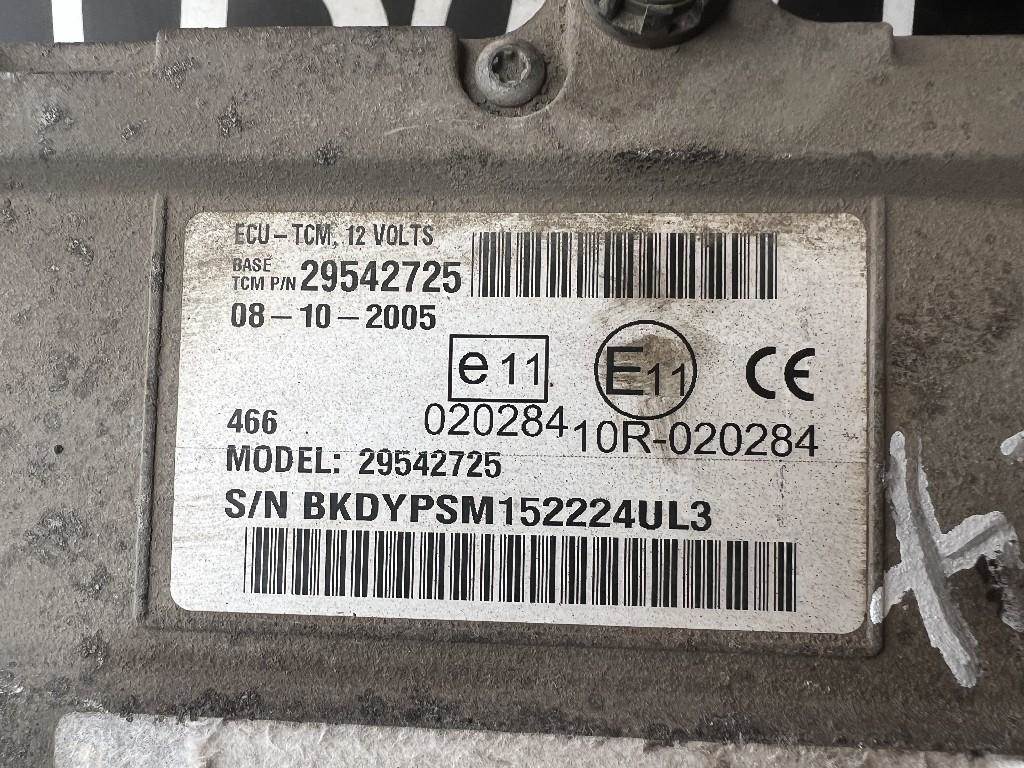 ECU-TCM, 12 VOLTS
BASE
TCM P/N 29542725
08-10-2005
e 11
E 11
CE
020284
10R-020284
466
MODEL: 29542725
S/N BKDYPSM152224UL3